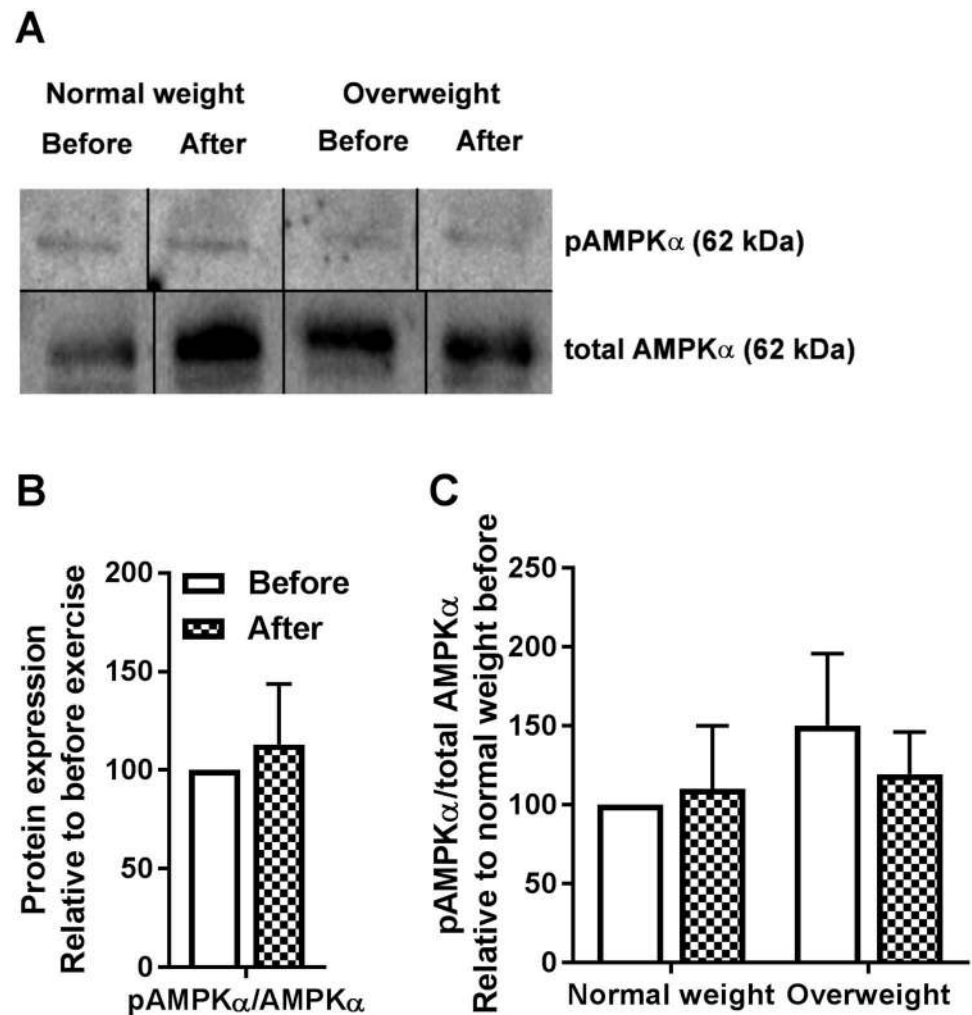 A
Normal weight Overweight
Before After Before After
pAMPKα (62 kDa)
total AMPKα (62 kDa)
B
Protein expression
Relative to before exercise
200
150
100
50
0
Before
After
pAMPKα/AMPKα
C
pAMPKα/total AMPKα
Relative to normal weight before
250
200
150
100
50
0
Normal weight Overweight